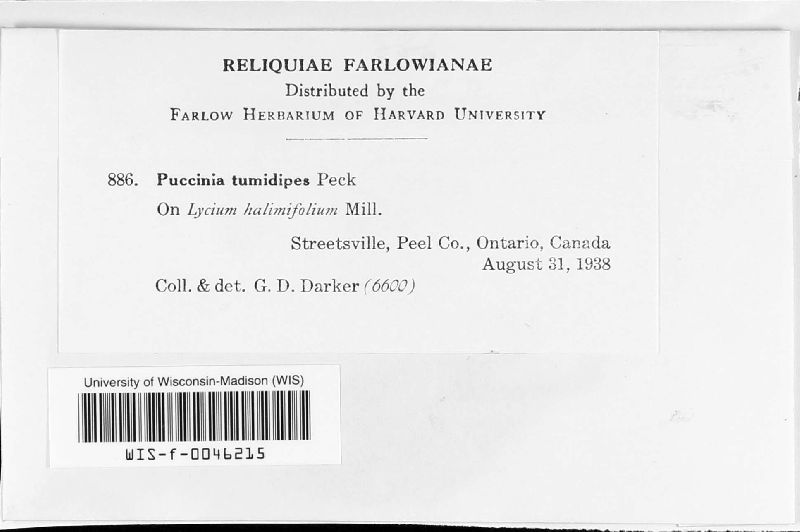 RELIQUIAE FARLOWIANAE
Distributed by the
FARLOW HERBARIUM OF HARVARD UNIVERSITY
886. Puccinia tumidipes Peck
On Lycium halimifolium Mill.
Streetsville, Peel Co., Ontario, Canada
August 31, 1938
Coll. & det. G. D. Darker (6600)
University of Wisconsin-Madison (WIS)
WIS-f-0046215